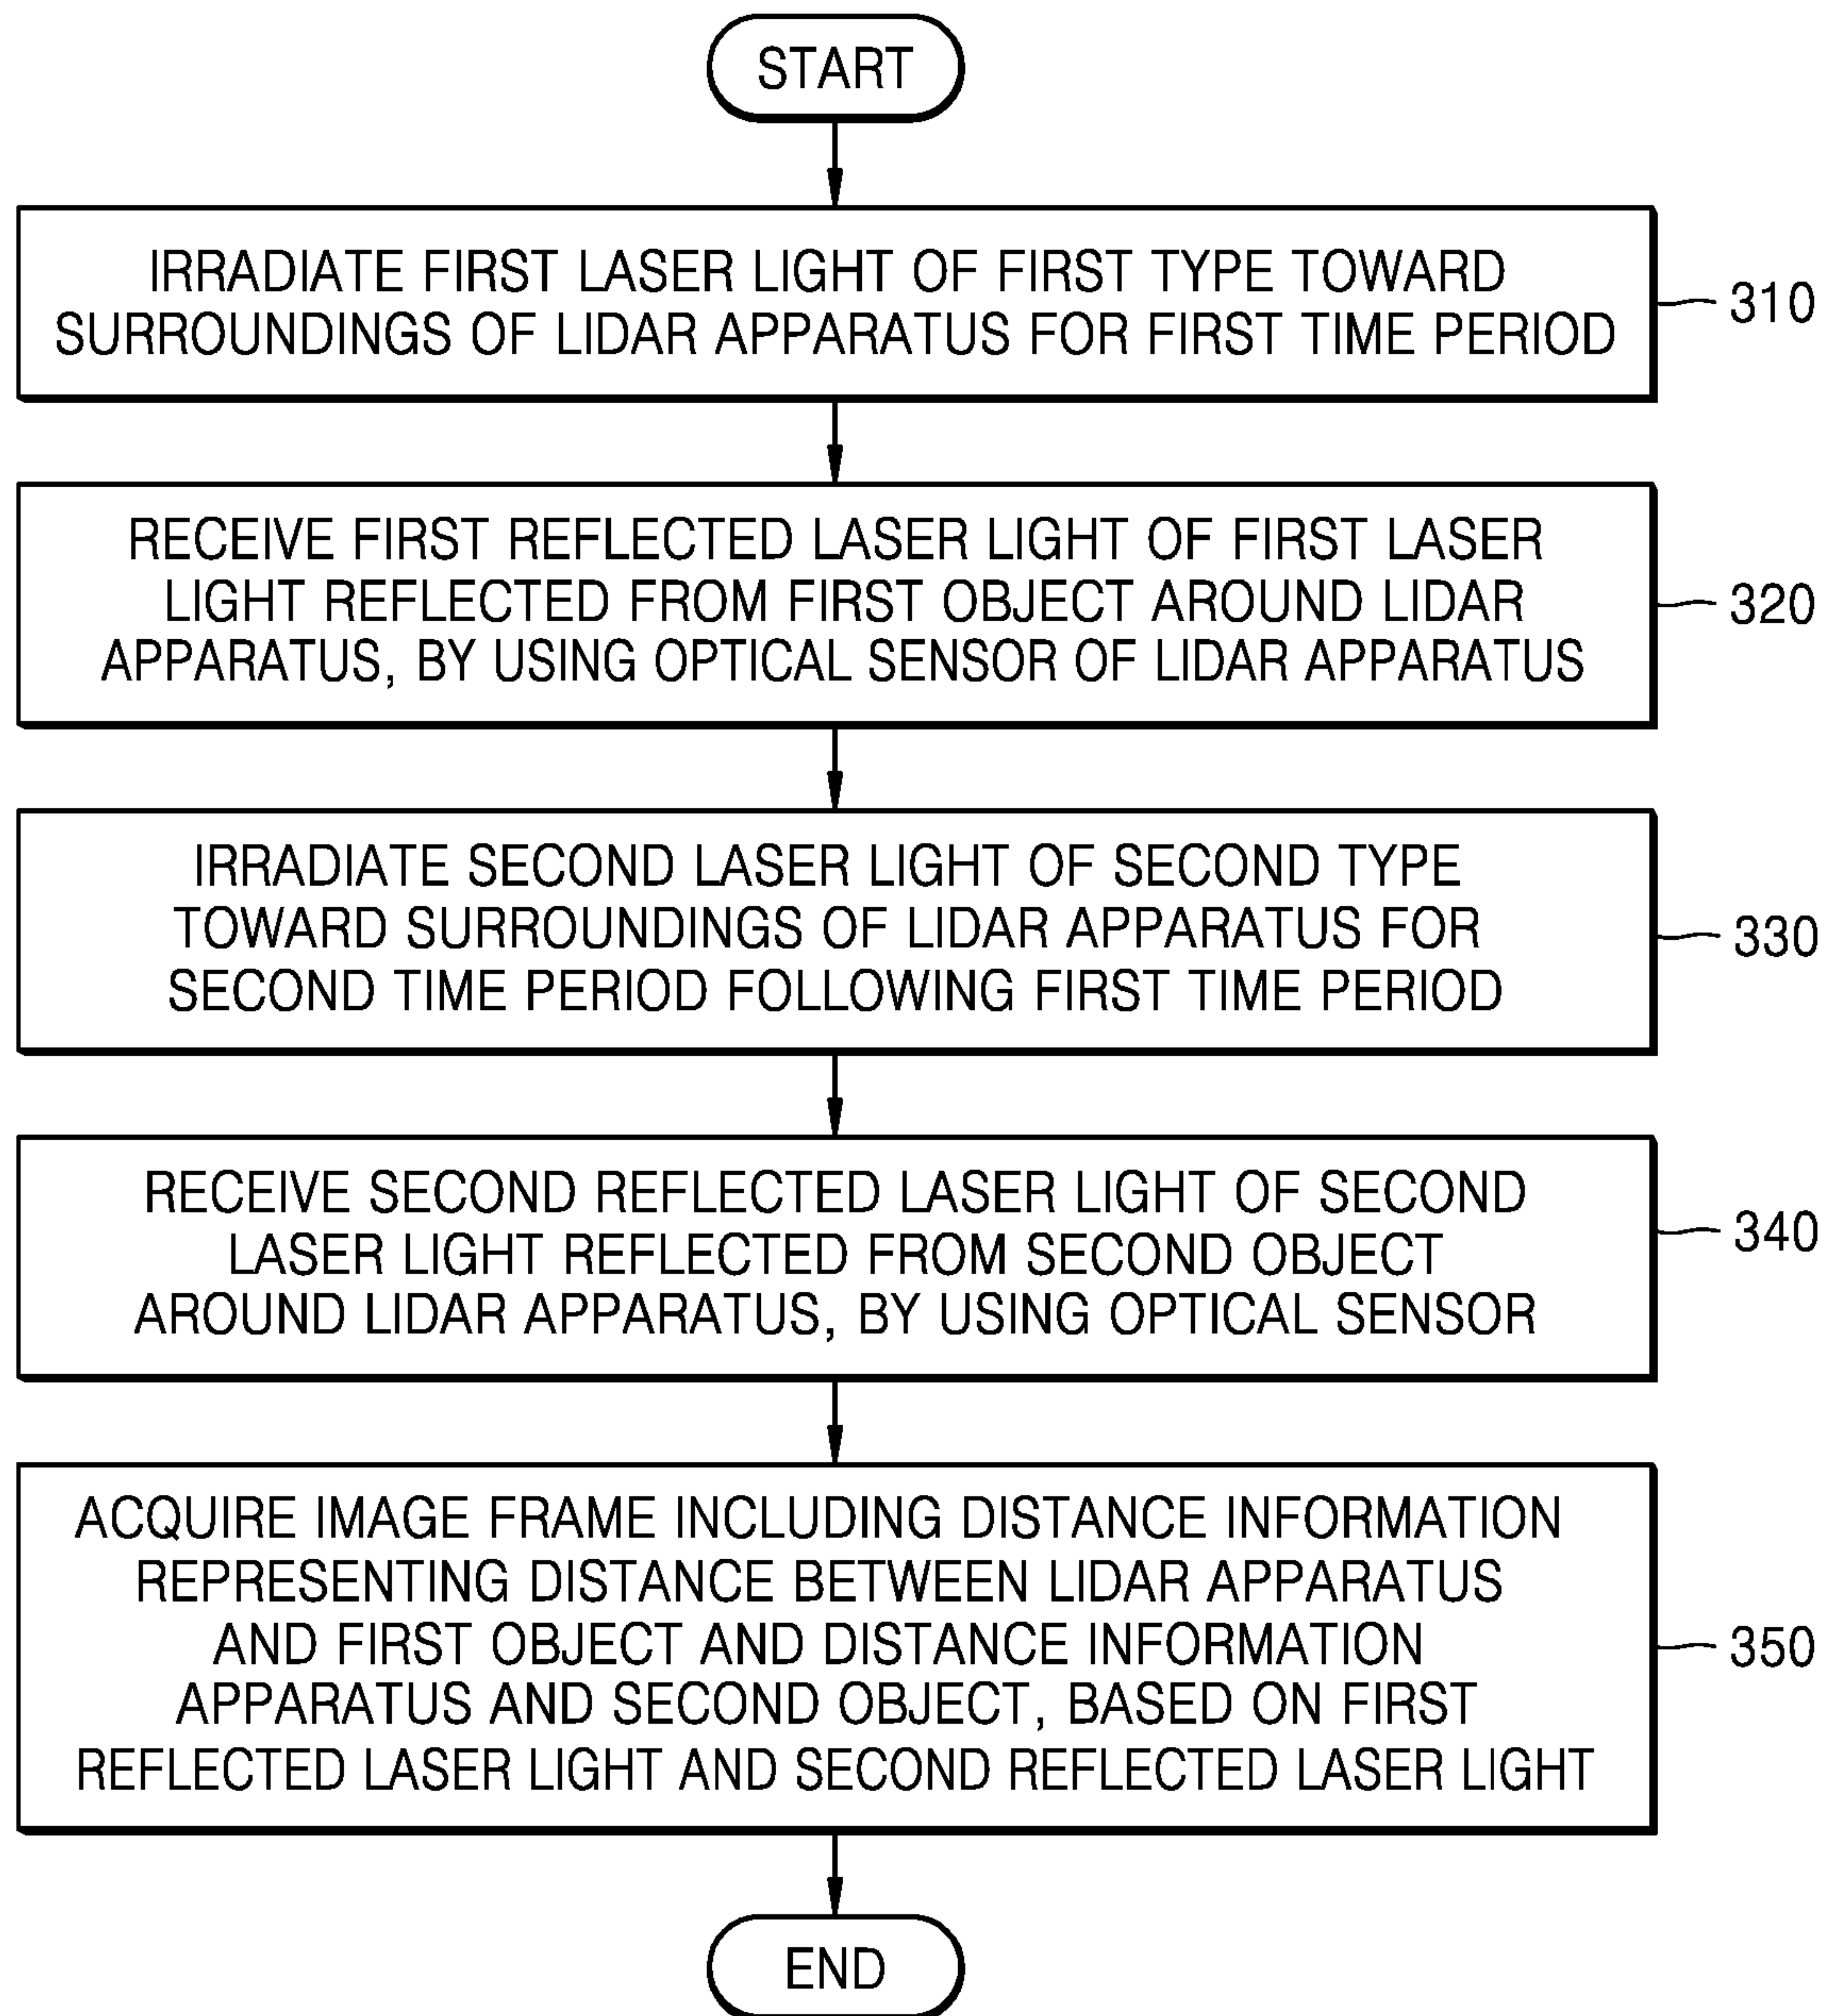 START
IRRADIATE FIRST LASER LIGHT OF FIRST TYPE TOWARD
SURROUNDINGS OF LIDAR APPARATUS FOR FIRST TIME PERIOD
310
RECEIVE FIRST REFLECTED LASER LIGHT OF FIRST LASER
LIGHT REFLECTED FROM FIRST OBJECT AROUND LIDAR
APPARATUS, BY USING OPTICAL SENSOR OF LIDAR APPARATUS
320
IRRADIATE SECOND LASER LIGHT OF SECOND TYPE
TOWARD SURROUNDINGS OF LIDAR APPARATUS FOR
SECOND TIME PERIOD FOLLOWING FIRST TIME PERIOD
330
RECEIVE SECOND REFLECTED LASER LIGHT OF SECOND
LASER LIGHT REFLECTED FROM SECOND OBJECT
AROUND LIDAR APPARATUS, BY USING OPTICAL SENSOR
340
ACQUIRE IMAGE FRAME INCLUDING DISTANCE INFORMATION
REPRESENTING DISTANCE BETWEEN LIDAR APPARATUS
AND FIRST OBJECT AND DISTANCE INFORMATION
APPARATUS AND SECOND OBJECT, BASED ON FIRST
REFLECTED LASER LIGHT AND SECOND REFLECTED LASER LIGHT
350
END